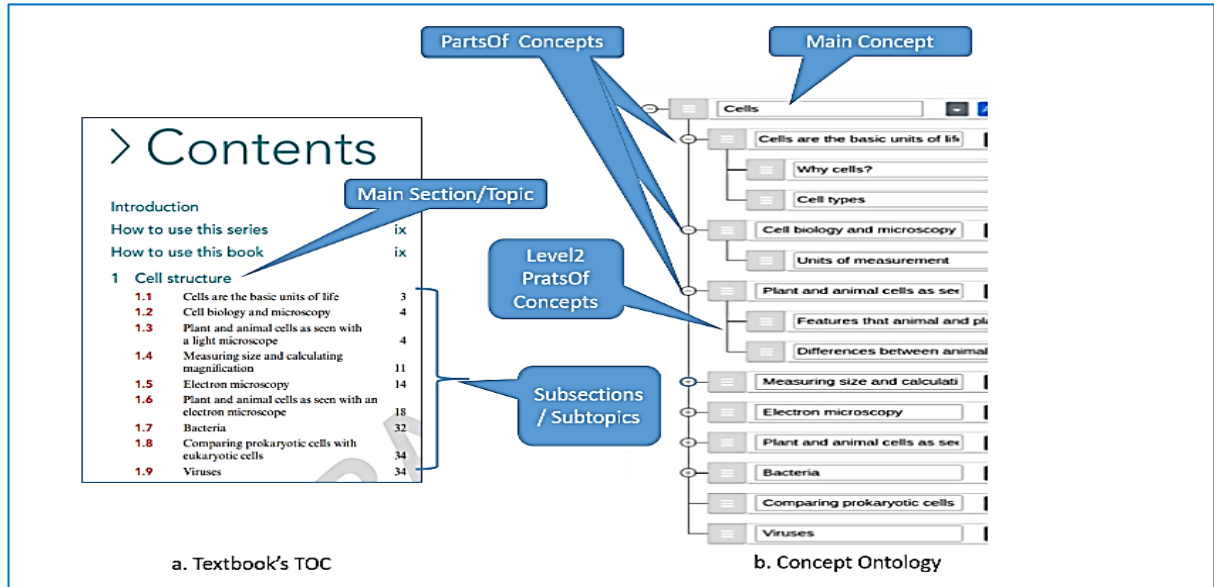 PartsOf Concepts
Main Concept
> Contents
Main Section/Topic
Introduction
How to use this series ix
How to use this book ix
1 Cell structure
1.1 Cells are the basic units of life 3
1.2 Cell biology and microscopy 4
1.3 Plant and animal cells as seen with
a light microscope 4
1.4 Measuring size and calculating
magnification 11
1.5 Electron microscopy 14
1.6 Plant and animal cells as seen with an
electron microscope 18
1.7 Bacteria 32
1.8 Comparing prokaryotic cells with
eukaryotic cells 34
1.9 Viruses 34
Subsections
/ Subtopics
a. Textbook's TOC
Cells
Cells are the basic units of life
Why cells?
Cell types
Cell biology and microscopy
Units of measurement
Level2
PratsOf
Concepts
Plant and animal cells as see
Features that animal and pla
Differences between animal
Measuring size and calculati
Electron microscopy
Plant and animal cells as see
Bacteria
Comparing prokaryotic cells
Viruses
b. Concept Ontology